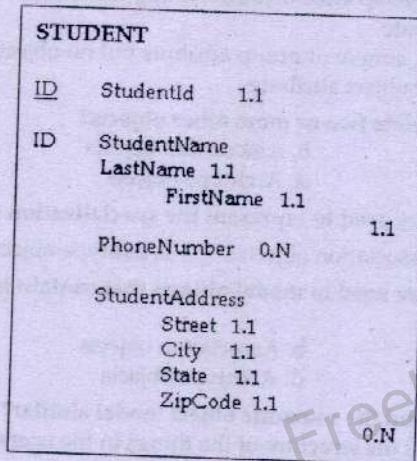 STUDENT
ID StudentId 1.1
ID StudentName
LastName 1.1
FirstName 1.1
1.1
PhoneNumber 0.N
StudentAddress
Street 1.1
City 1.1
State 1.1
ZipCode 1.1
0.N
Free